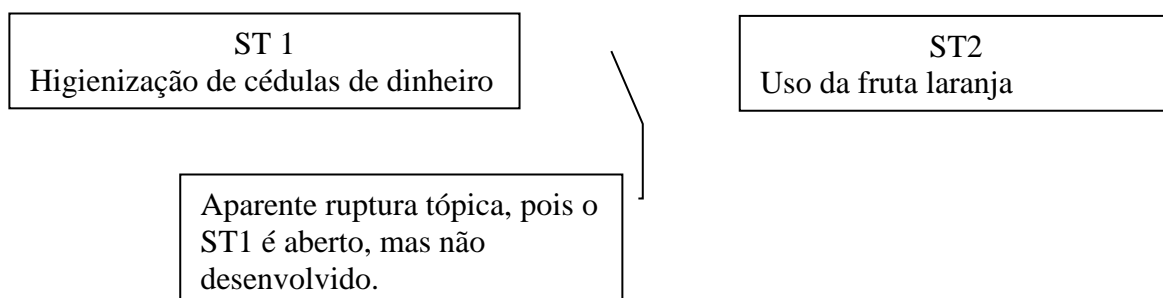 ST 1
Higienização de cédulas de dinheiro
ST2
Uso da fruta laranja
Aparente ruptura tópica, pois o
ST1 é aberto, mas não
desenvolvido.